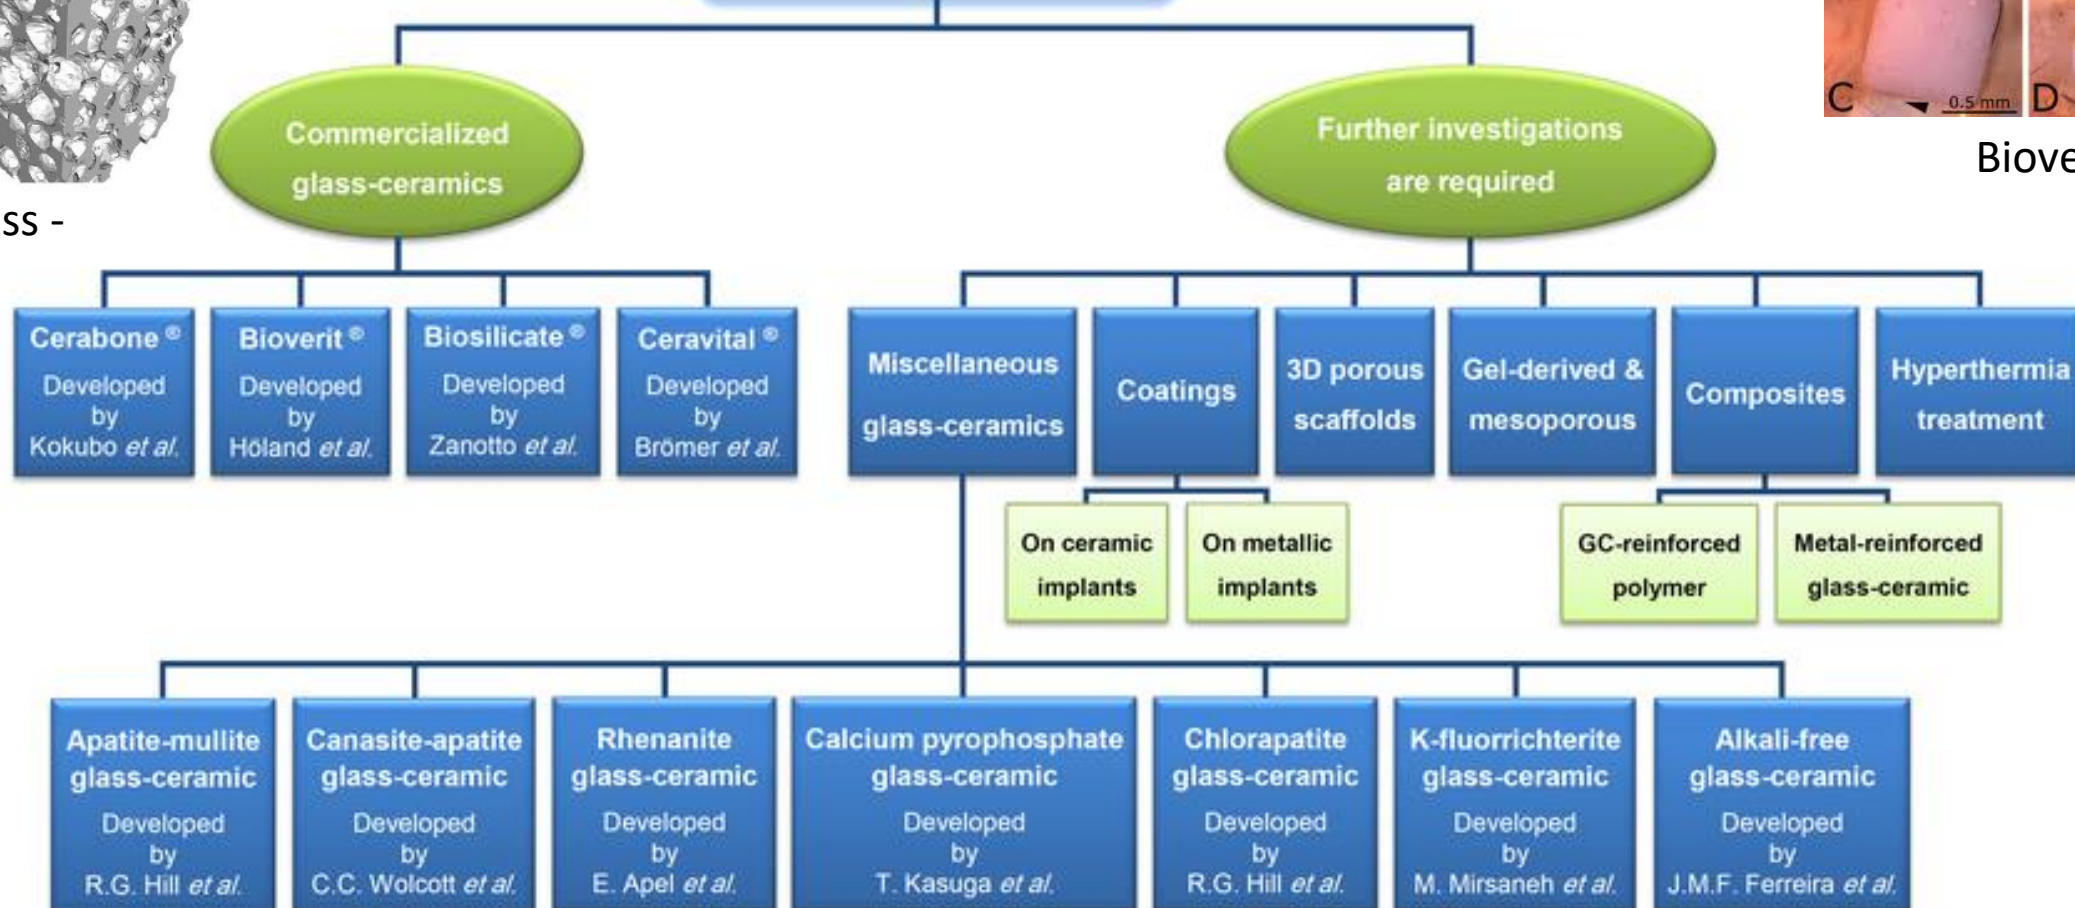 C
0.5 mm
D
Biove
ss -
Commercialized
glass-ceramics
Further investigations
are required
Cerabone ®
Developed
by
Kokubo et al.
Bioverit ®
Developed
by
Höland et al.
Biosilicate ®
Developed
by
Zanotto et al.
Ceravital ®
Developed
by
Brömer et al.
Miscellaneous
glass-ceramics
Coatings
3D porous
scaffolds
Gel-derived &
mesoporous
Composites
Hyperthermia
treatment
On ceramic
implants
On metallic
implants
GC-reinforced
polymer
Metal-reinforced
glass-ceramic
Apatite-mullite
glass-ceramic
Developed
by
R.G. Hill et al.
Canasite-apatite
glass-ceramic
Developed
by
C.C. Wolcott et al.
Rhenanite
glass-ceramic
Developed
by
E. Apel et al.
Calcium pyrophosphate
glass-ceramic
Developed
by
T. Kasuga et al.
Chlorapatite
glass-ceramic
Developed
by
R.G. Hill et al.
K-fluorrichterite
glass-ceramic
Developed
by
M. Mirsaneh et al.
Alkali-free
glass-ceramic
Developed
by
J.M.F. Ferreira et al.